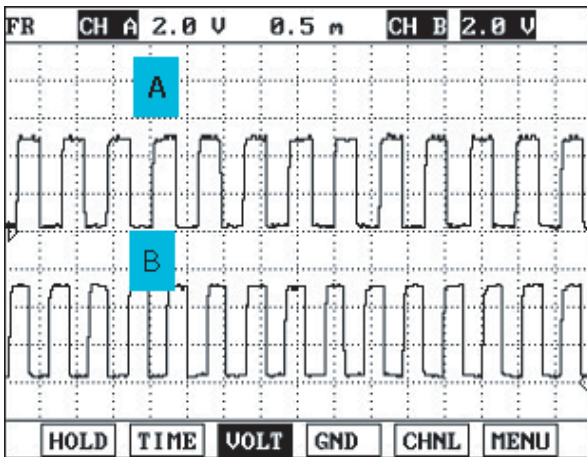 FR CH A 2.0 V 0.5 m CH B 2.0 V
A
B
HOLD TIME VOLT GND CHNL MENU